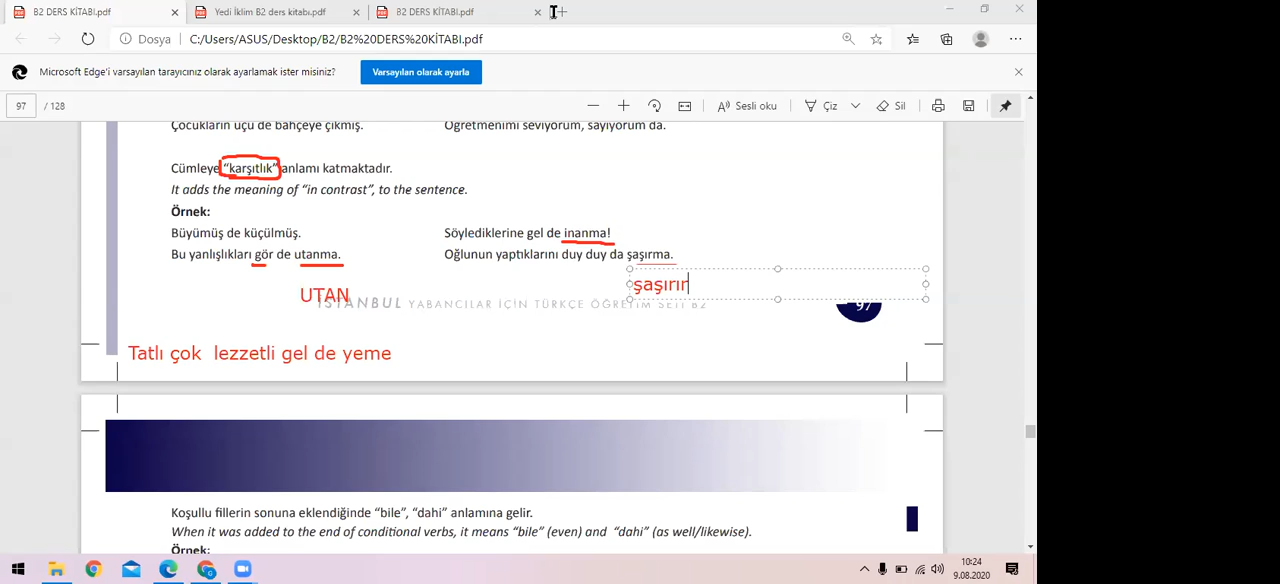 B2 DERS KİTABI.pdf
Yedi İklim B2 ders kitabı.pdf
B2 DERS KİTABI.pdf
Dosya
C:/Users/ASUS/Desktop/B2/B2%20DERS%20KİTABI.pdf
Microsoft Edge'i varsayılan tarayıcınız olarak ayarlamak ister misiniz?
Varsayılan olarak ayarla
97 / 128
Sesli oku
Çiz
Sil
Çocukların üçü de bahçeye çıkmış.
Öğretmenimi seviyorum, sayıyorum da.
Cümleye "karşıtlık" anlamı katmaktadır.
It adds the meaning of "in contrast", to the sentence.
Örnek:
Büyümüş de küçülmüş.
Söylediklerine gel de inanma!
Bu yanlışlıkları gör de utanma.
Oğlunun yaptıklarını duy duy da şaşırma.
şaşırır
UTAN
İSTANBUL YABANCILAR İÇİN TÜRKÇE ÖĞRETİM SETİ B2
97
Tatlı çok lezzetli gel de yeme
Koşullu fillerin sonuna eklendiğinde "bile", "dahi" anlamına gelir.
When it was added to the end of conditional verbs, it means "bile" (even) and "dahi" (as well/likewise).
Örnek:
10:24
9.08.2020